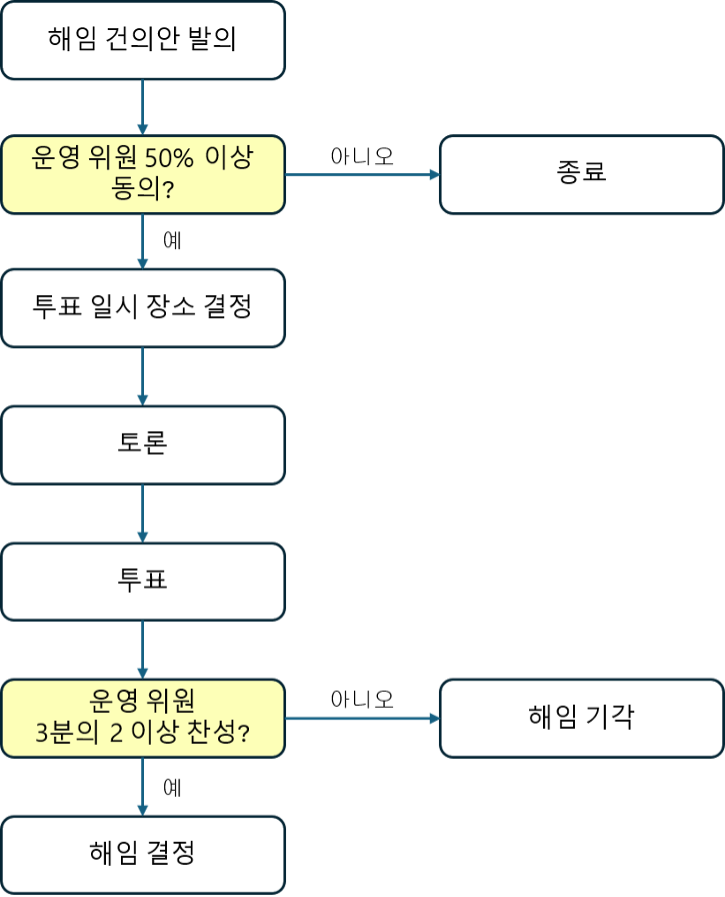 해임 건의안 발의
운영 위원 50% 이상
동의?
아니오
종료
예
투표 일시 장소 결정
토론
투표
운영 위원
3분의 2 이상 찬성?
아니오
해임 기각
예
해임 결정